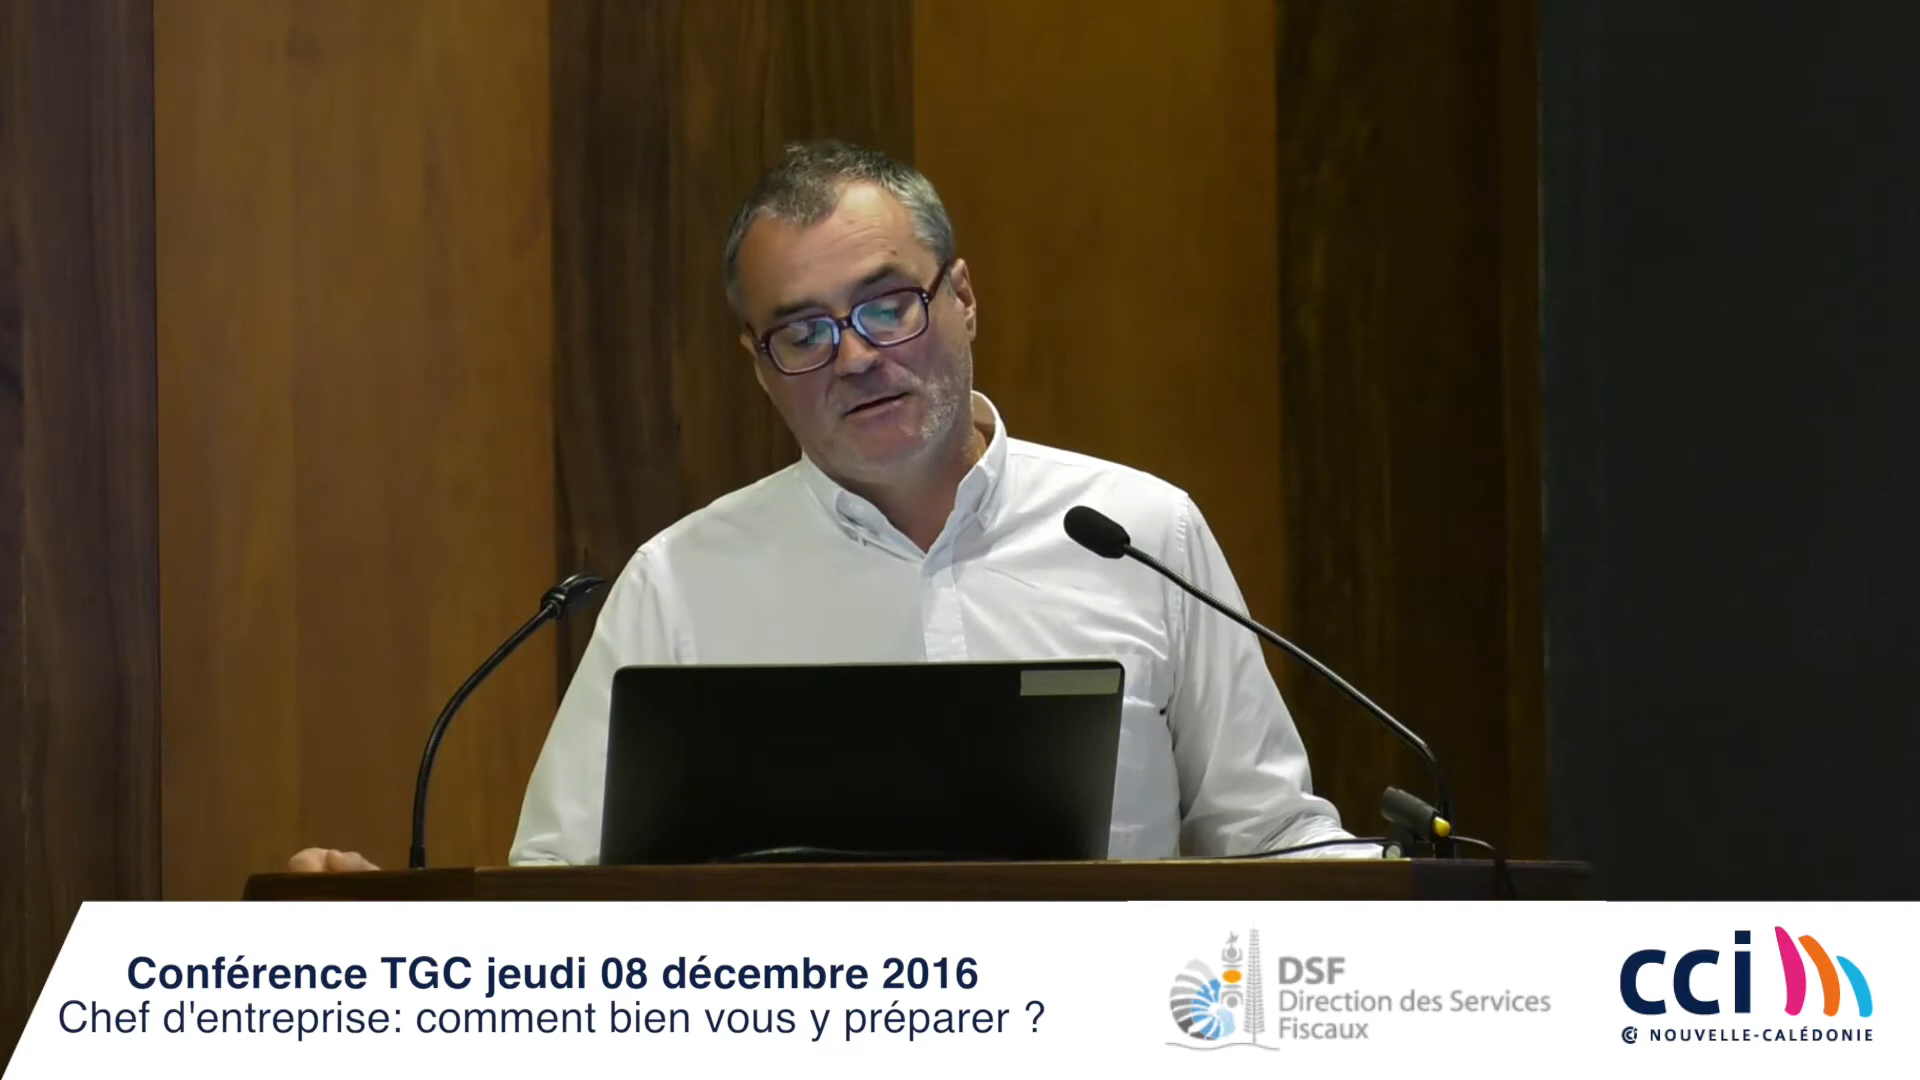 Conférence TGC jeudi 08 décembre 2016
Chef d'entreprise: comment bien vous y préparer ?
DSF
Direction des Services
Fiscaux
cci
NOUVELLE-CALÉDONIE